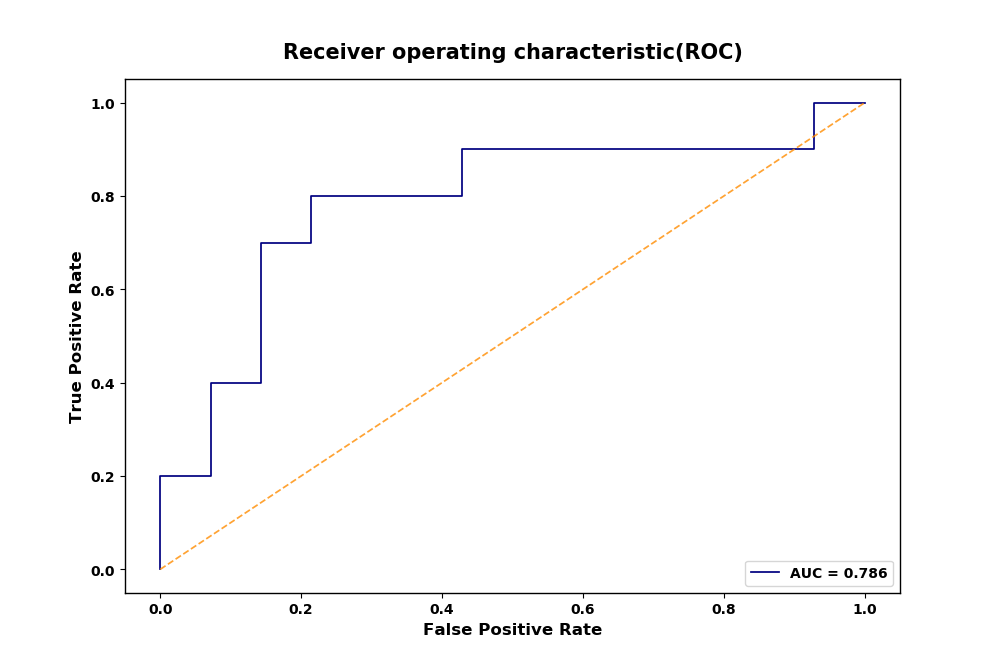 Receiver operating characteristic(ROC)
1.0
0.8
0.6
0.4
0.2
0.0
True Positive Rate
AUC = 0.786
0.0 0.2 0.4 0.6 0.8 1.0
False Positive Rate